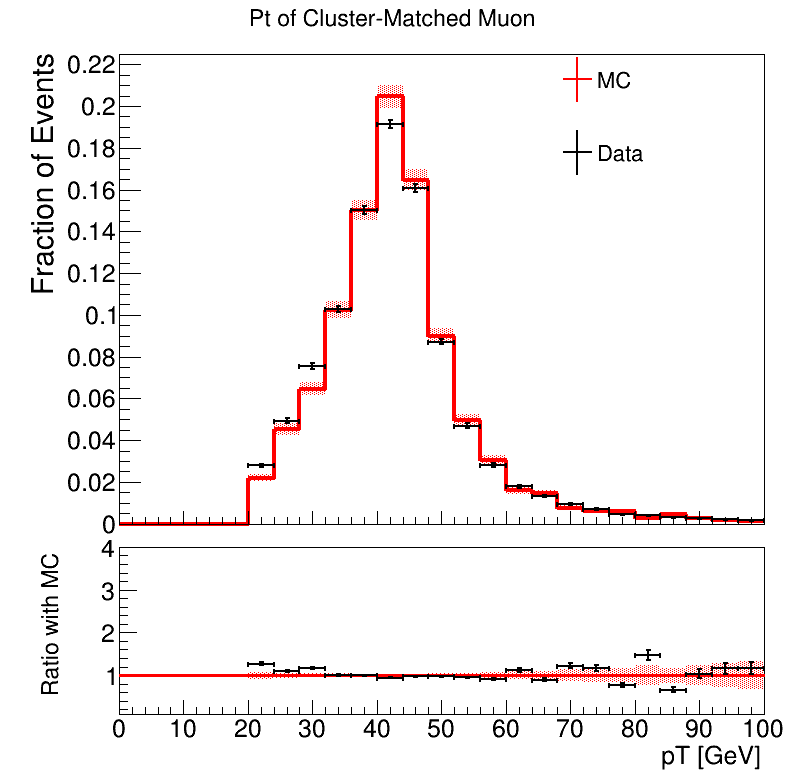 Pt of Cluster-Matched Muon
Fraction of Events
0.22
0.2
0.18
0.16
0.14
0.12
0.1
0.08
0.06
0.04
0.02
0
MC
Data
Ratio with MC
4
3
2
1
0 10 20 30 40 50 60 70 80 90 100
pT [GeV]